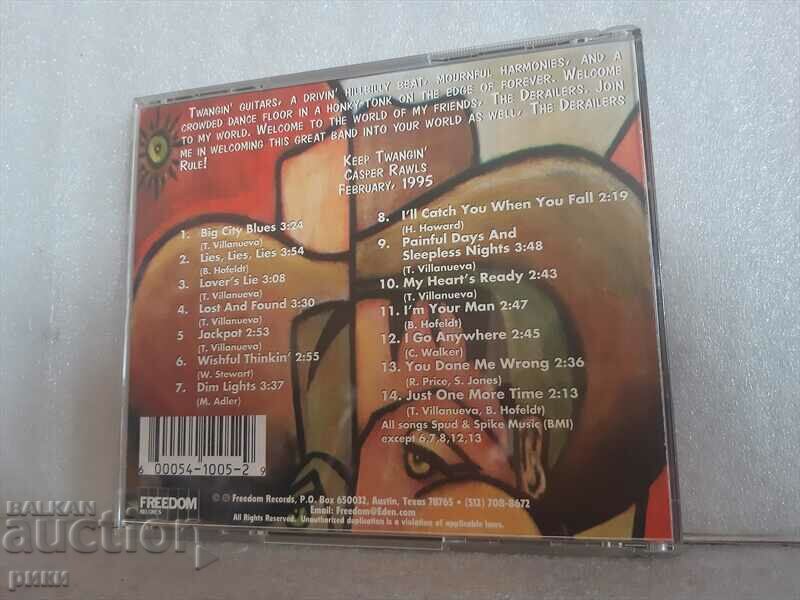 Twangin' guitars, a drivin' hillbilly beat, mournful harmonies, and a
crowded dance floor in a honky-tonk on the edge of forever. Welcome
to my world. Welcome to the world of my friends, The Derailers. Join
me in welcoming this great band into your world as well, The Derailers
Rule!
Keep Twangin'
Casper Rawls
February, 1995
1. Big City Blues 3:24
(T. Villanueva)
2. Lies, Lies, Lies 3:54
(B. Hofeldt)
3. Lover's Lie 3:08
(T. Villanueva)
4. Lost And Found 3:30
(T. Villanueva)
5 Jackpot 2:53
(T. Villanueva)
6. Wishful Thinkin' 2:55
(W. Stewart)
7. Dim Lights 3:37
(M. Adler)
8. I'll Catch You When You Fall 2:19
(H. Howard)
9. Painful Days And
Sleepless Nights 3:48
(T. Villanueva)
10. My Heart's Ready 2:43
(T. Villanueva)
11. I'm Your Man 2:47
(B. Hofeldt)
12. I Go Anywhere 2:45
(C. Walker)
13. You Done Me Wrong 2:36
(R. Price, S. Jones)
14. Just One More Time 2:13
(T. Villanueva, B. Hofeldt)
All songs Spud & Spike Music (BMI)
except 6,7,8,12,13
6 00054-1005-2 9
FREEDOM
RECORDS
© ℗ Freedom Records, P.O. Box 650032, Austin, Texas 78765 • (512) 708-8672
Email: Freedom@Eden.com
All Rights Reserved. Unauthorized duplication is a violation of applicable laws.
BALKAN
auction
рики